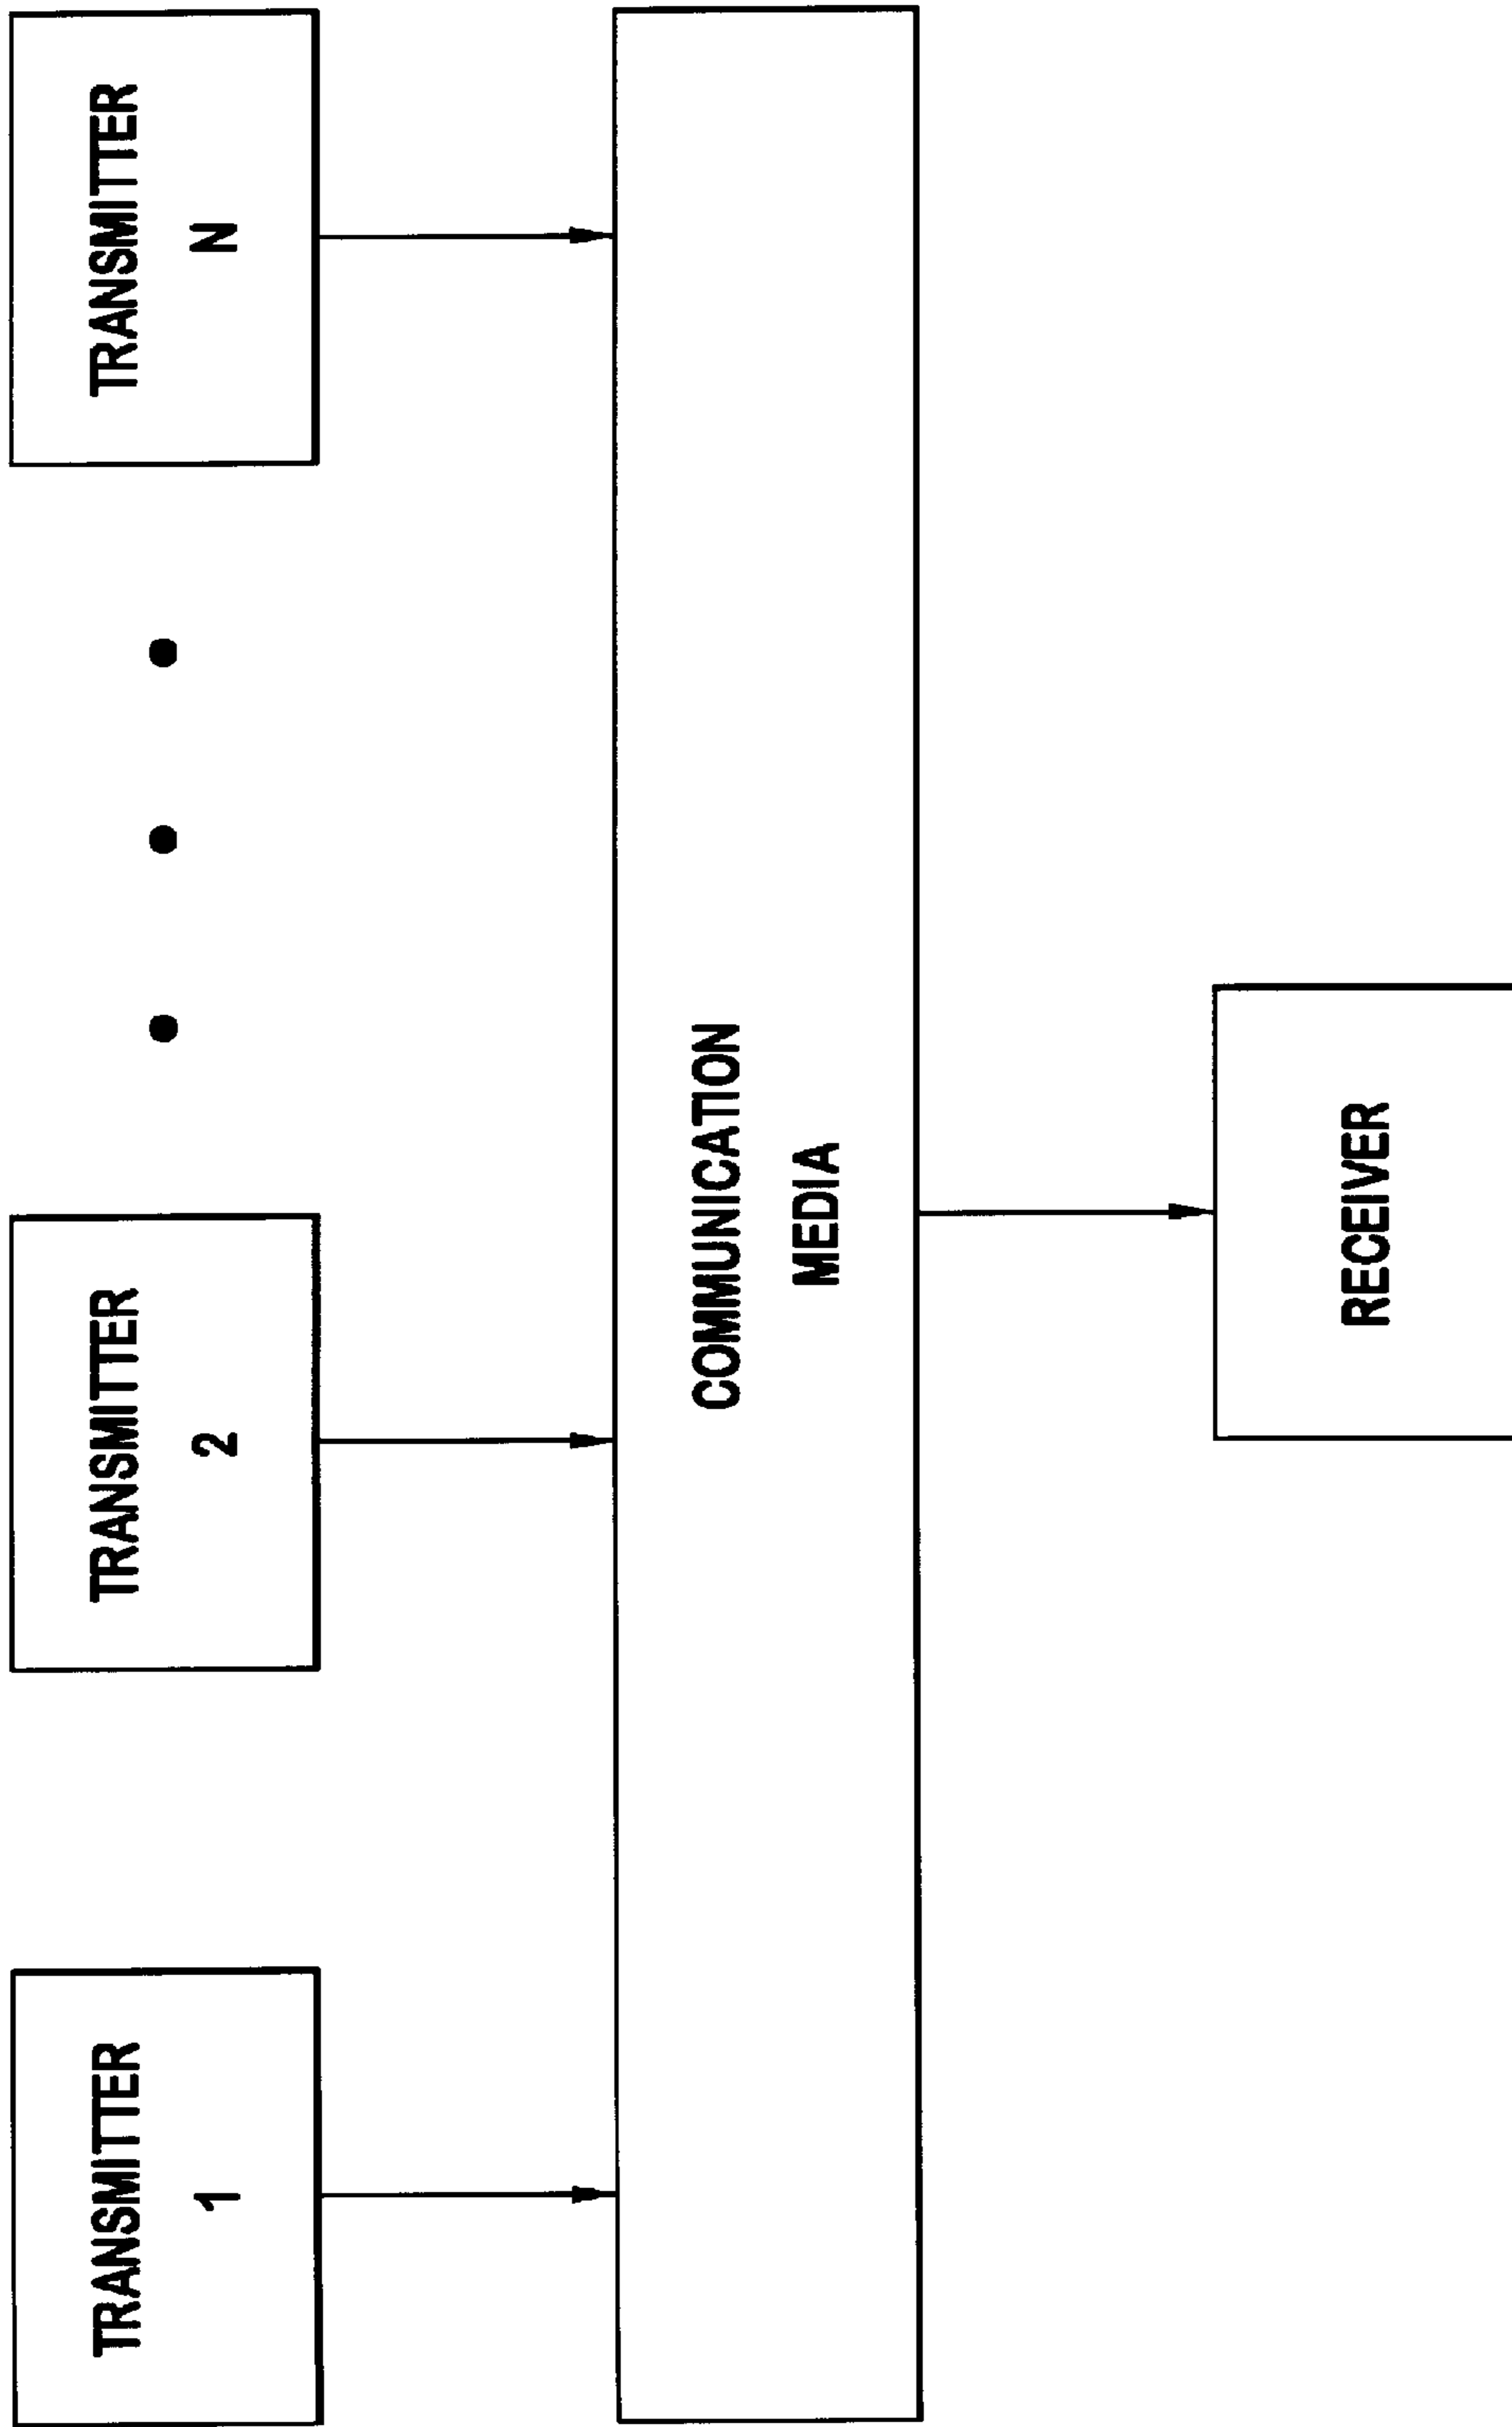 TRANSMITTER
1
TRANSMITTER
2
TRANSMITTER
N
COMMUNICATION
MEDIA
RECEIVER